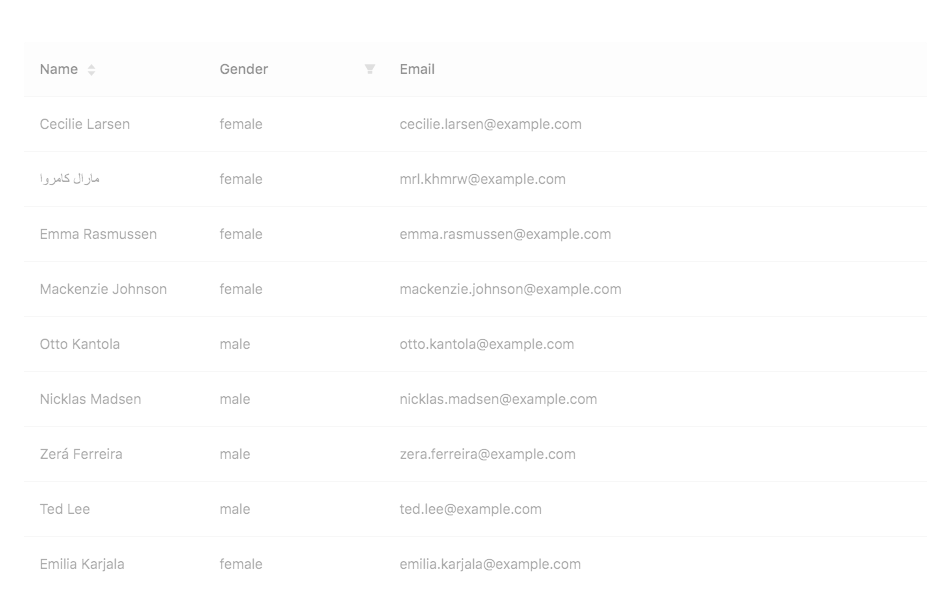 Name Gender Email
Cecilie Larsen female cecilie.larsen@example.com
مارال كامروا female mrl.khmrw@example.com
Emma Rasmussen female emma.rasmussen@example.com
Mackenzie Johnson female mackenzie.johnson@example.com
Otto Kantola male otto.kantola@example.com
Nicklas Madsen male nicklas.madsen@example.com
Zerá Ferreira male zera.ferreira@example.com
Ted Lee male ted.lee@example.com
Emilia Karjala female emilia.karjala@example.com